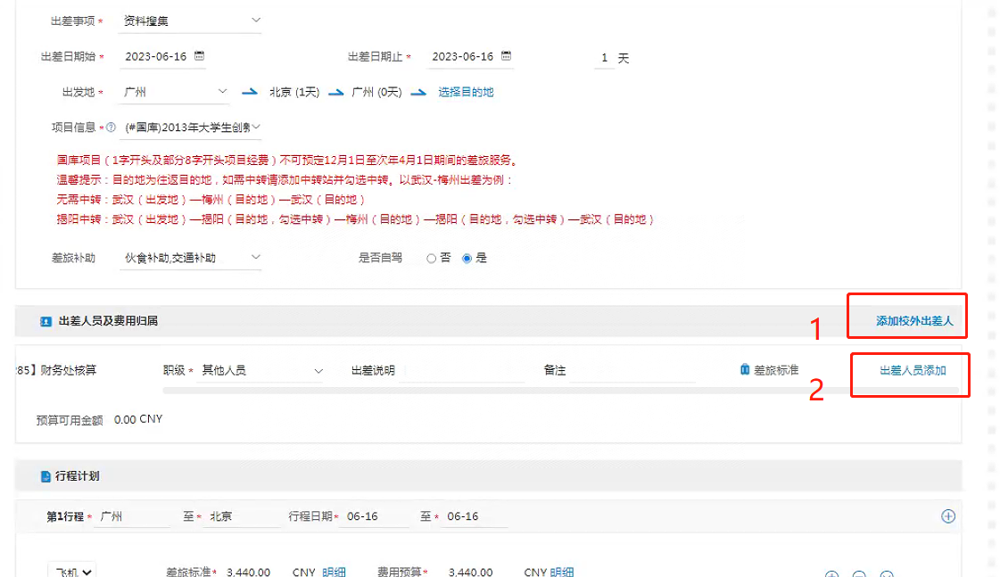 出差事项* 资料搜集
出差日期始* 2023-06-16 出差日期止* 2023-06-16 1 天
出发地* 广州 北京 (1天) 广州 (0天) 选择目的地
项目信息* (#国库)2013年大学生创新
国库项目（1字开头及部分8字开头项目经费）不可预定12月1日至次年4月1日期间的差旅服务。
温馨提示：目的地为往返目的地，如需中转请添加中转站并勾选中转。以武汉-梅州出差为例：
无需中转：武汉（出发地）—梅州（目的地）—武汉（目的地）
揭阳中转：武汉（出发地）—揭阳（目的地，勾选中转）—梅州（目的地）—揭阳（目的地，勾选中转）—武汉（目的地）
差旅补助 伙食补助,交通补助 是否自驾 否 是
出差人员及费用归属 1 添加校外出差人
85】财务处核算 职级* 其他人员 出差说明 备注 差旅标准 2 出差人员添加
预算可用金额 0.00 CNY
行程计划
第1行程* 广州 至* 北京 行程日期* 06-16 至* 06-16
飞机 差旅标准* 3,440.00 CNY 明细 费用预算* 3,440.00 CNY 明细